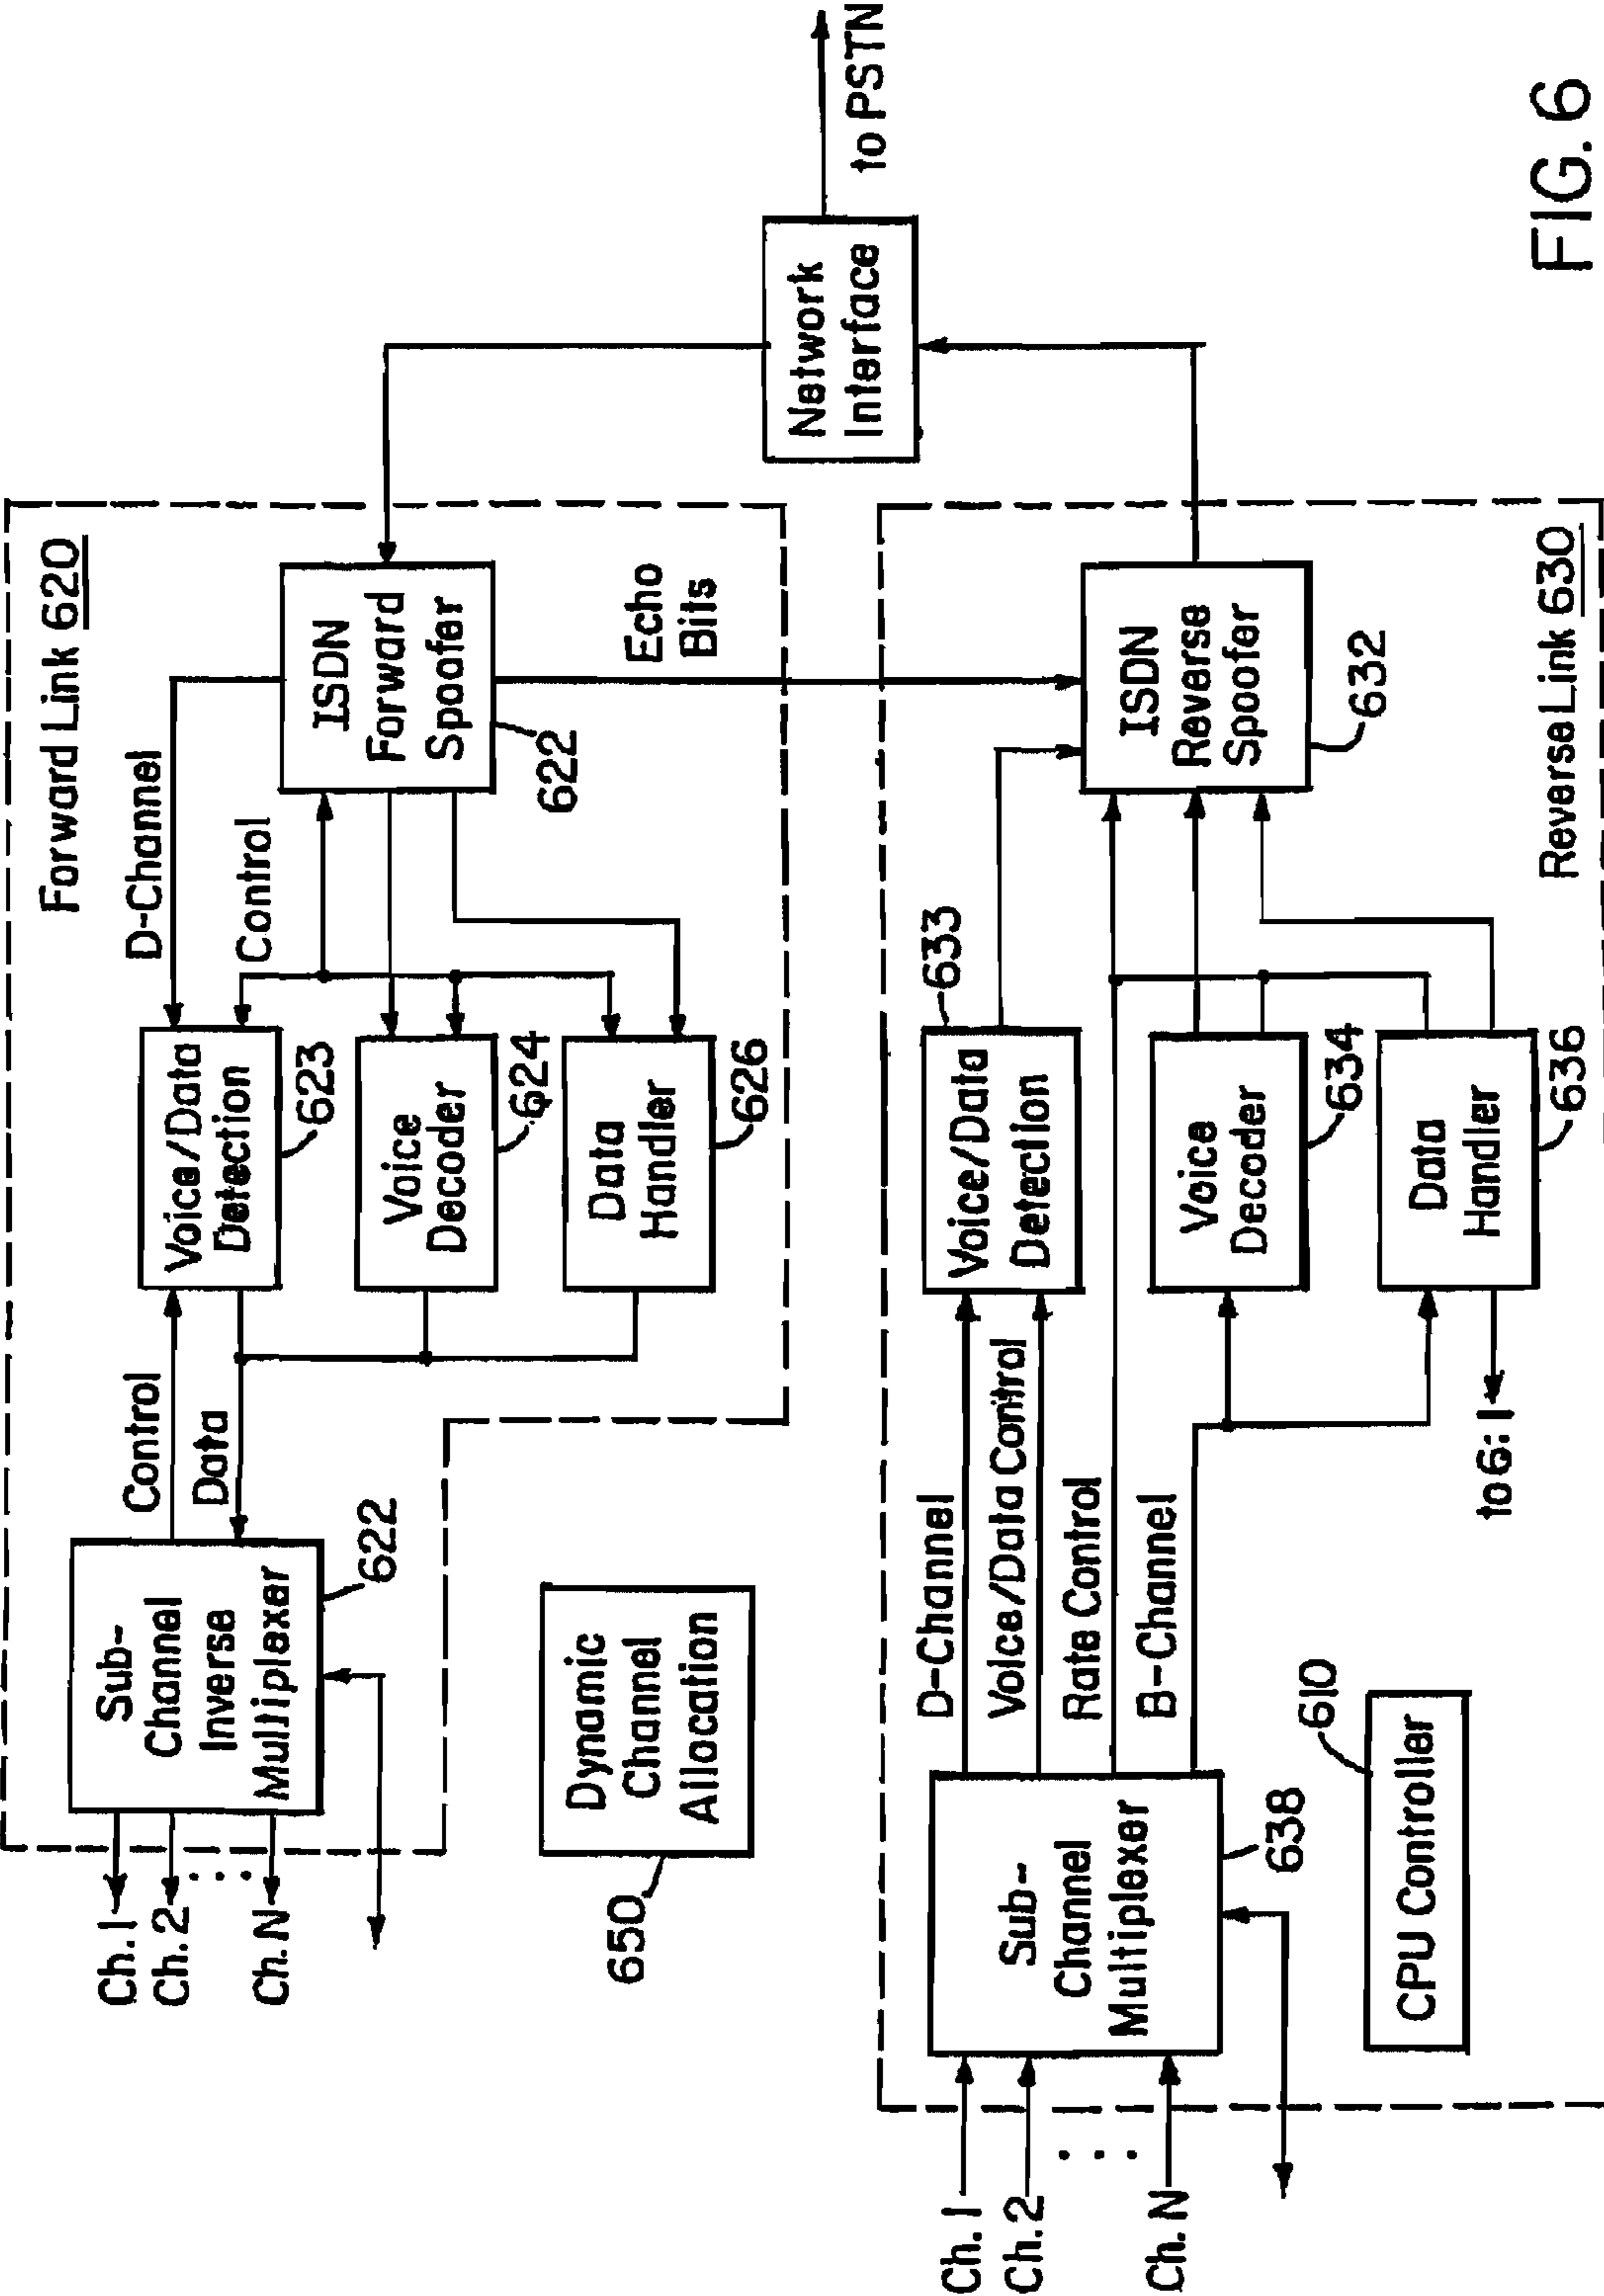 Forward Link 620
Ch. 1
Ch. 2
Ch. N
Sub-
Channel
Inverse
Multiplexer
622
Control
Data
Voice/Data
Detection
623
D-Channel
Control
Voice
Decoder
624
Data
Handler
626
ISDN
Forward
Spoofer
622
Echo
Bits
Network
Interface
to PSTN
Dynamic
Channel
Allocation
650
Ch. 1
Ch. 2
Ch. N
Sub-
Channel
Multiplexer
638
D-Channel
Voice/Data Control
Rate Control
B-Channel
Voice/Data
Detection
633
Voice
Decoder
634
Data
Handler
636
to 6:1
ISDN
Reverse
Spoofer
632
CPU Controller
610
Reverse Link 630
FIG. 6